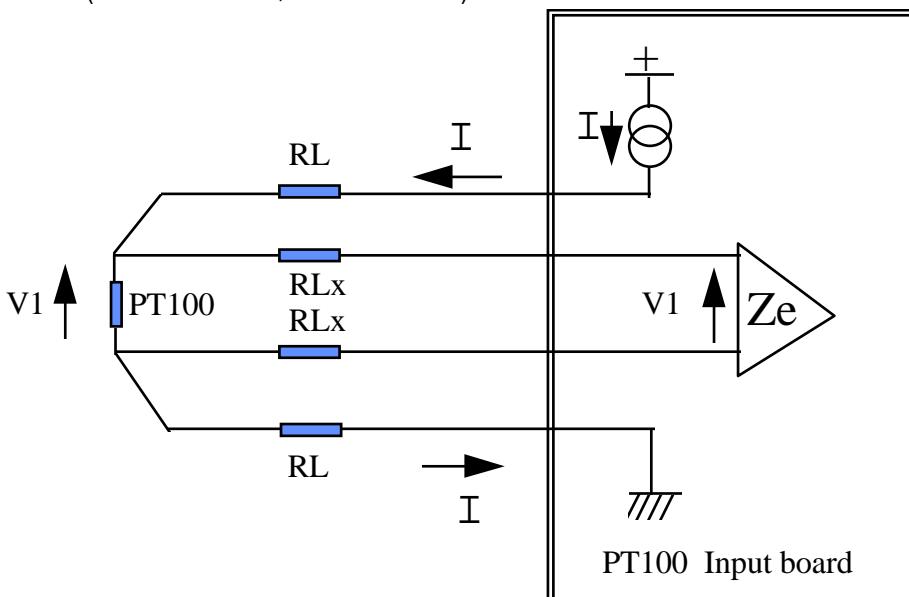 +
I
I
RL
RLx
V1
PT100
RLx
V1
Ze
RL
I
PT100 Input board